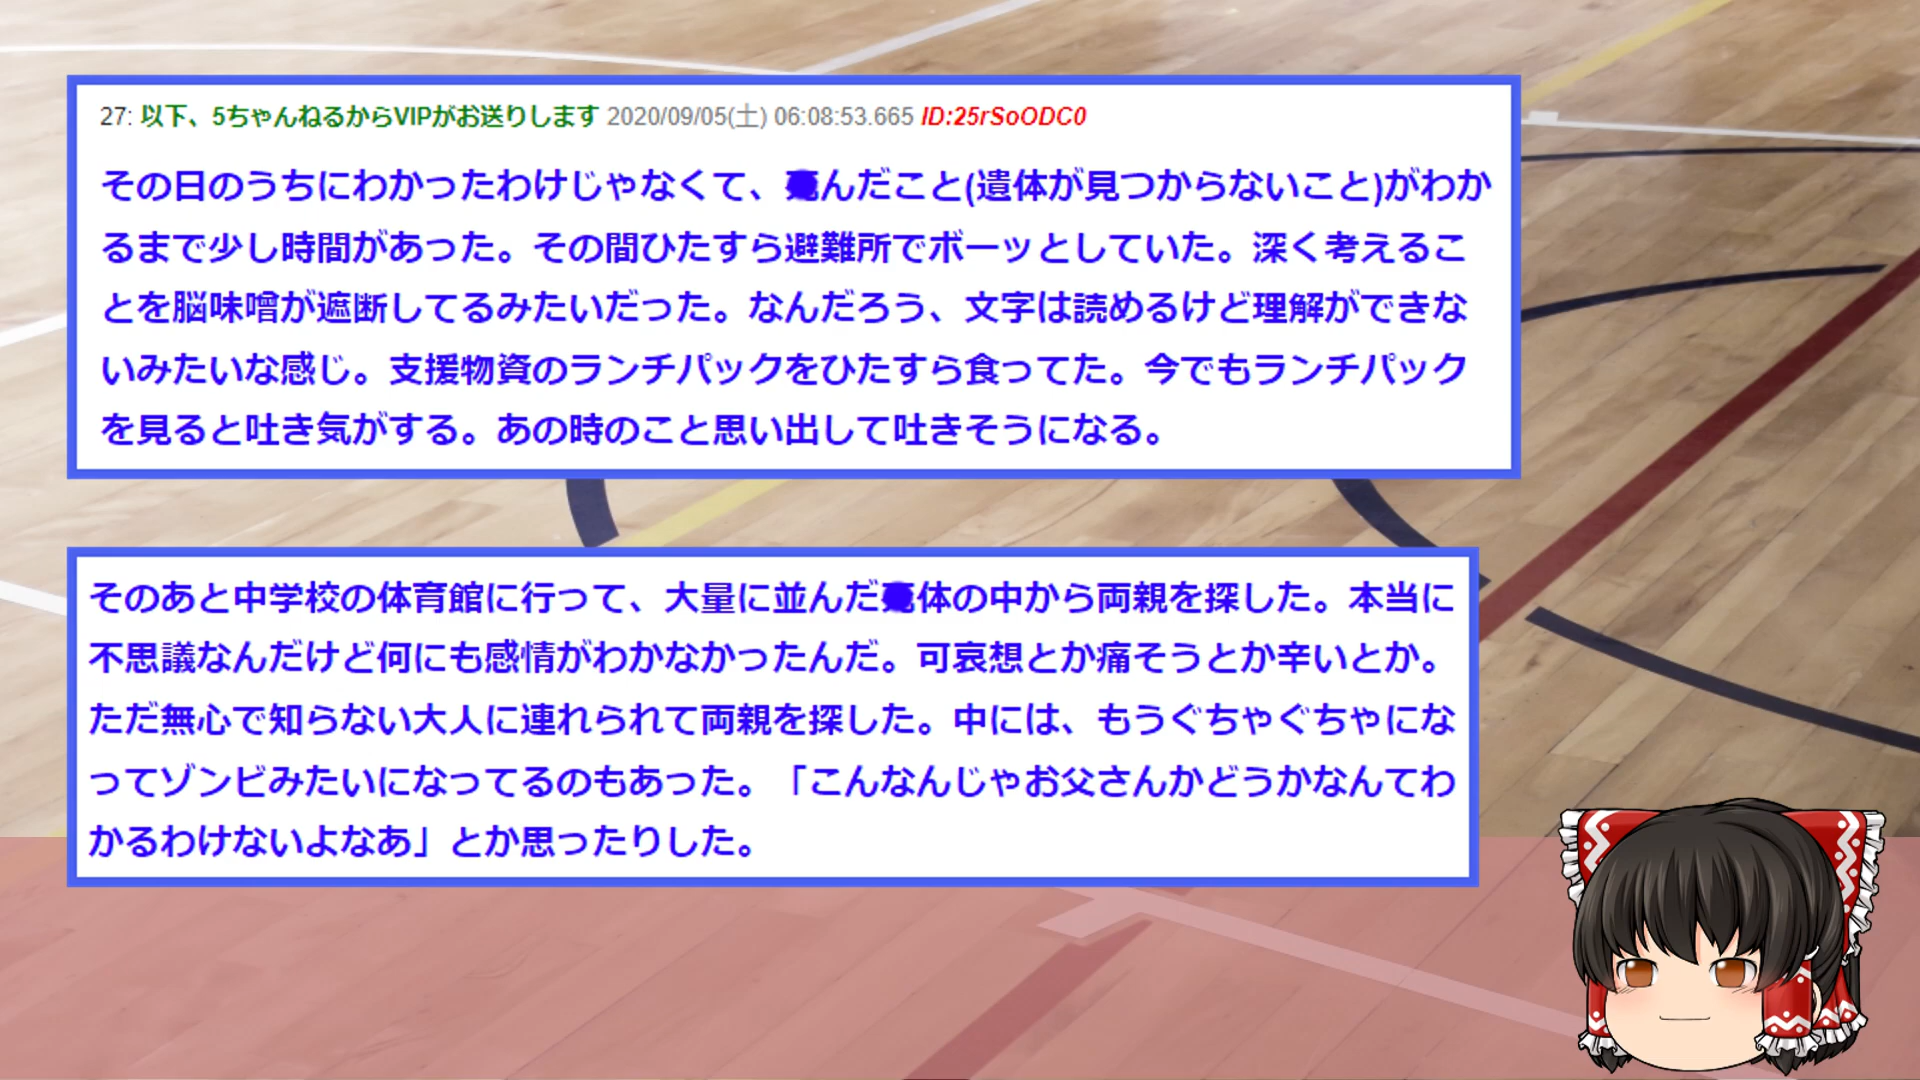 27: 以下、5ちゃんねるからVIPがお送りします 2020/09/05(土) 06:08:53.665 ID:25rSoODC0
その日のうちにわかったわけじゃなくて、んだこと(遺体が見つからないこと)がわか
るまで少し時間があった。その間ひたすら避難所でボーッとしていた。深く考えるこ
とを脳味噌が遮断してるみたいだった。なんだろう、文字は読めるけど理解ができな
いみたいな感じ。支援物資のランチパックをひたすら食ってた。今でもランチパック
を見ると吐き気がする。あの時のこと思い出して吐きそうになる。
そのあと中学校の体育館に行って、大量に並んだ体の中から両親を探した。本当に
不思議なんだけど何にも感情がわかなかったんだ。可哀想とか痛そうとか辛いとか。
ただ無心で知らない大人に連れられて両親を探した。中には、もうぐちゃぐちゃにな
ってゾンビみたいになってるのもあった。「こんなんじゃお父さんかどうかなんてわ
かるわけないよなあ」とか思ったりした。